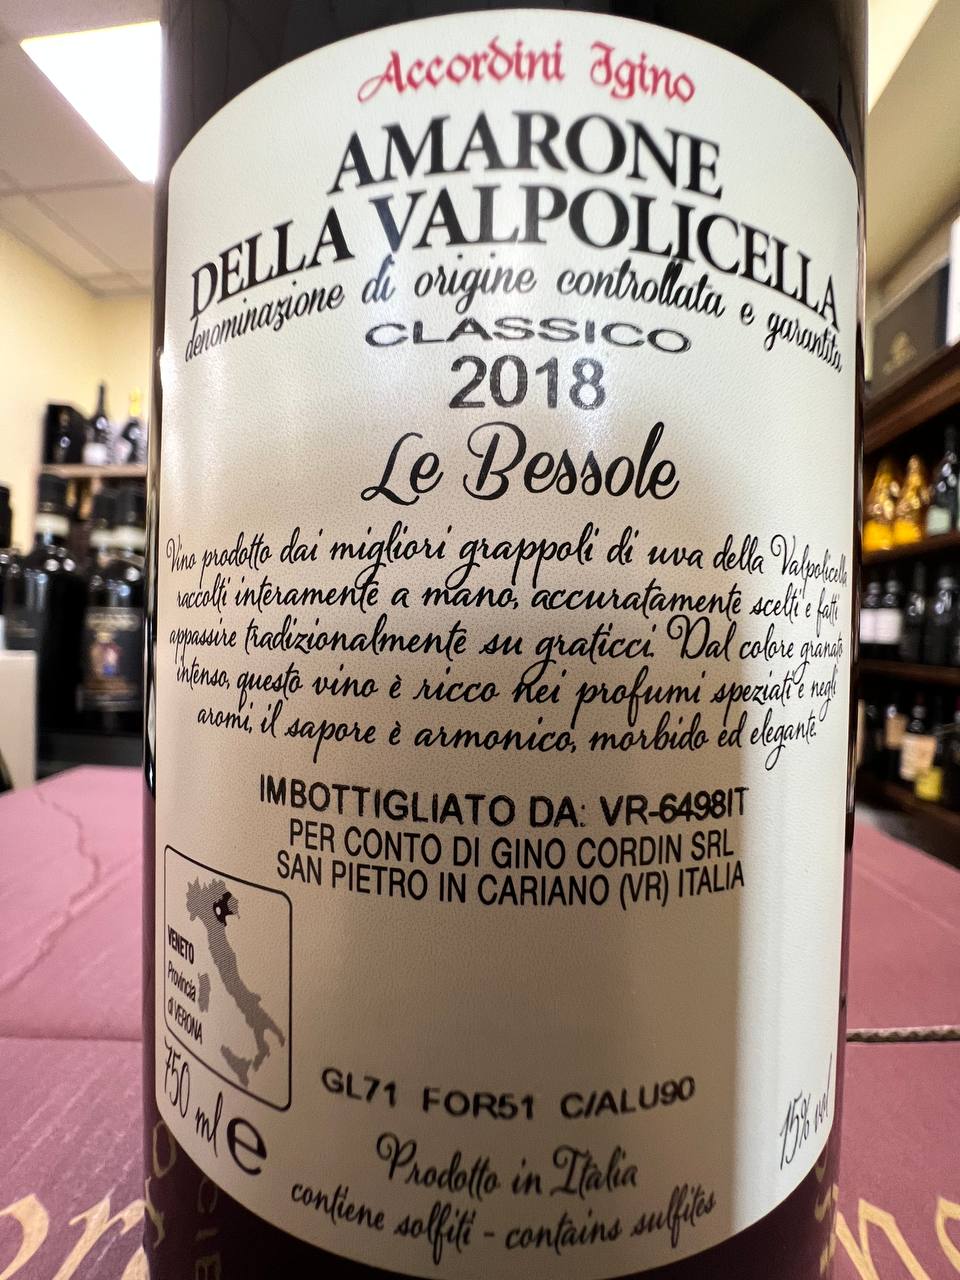 Accordini Igino
AMARONE
DELLA VALPOLICELLA
denominazione di origine controllata e garantita
CLASSICO
2018
Le Bessole
Vino prodotto dai migliori grappoli di uva della Valpolicella
raccolti interamente a mano, accuratamente scelti e fatti
appassire tradizionalmente su graticci. Dal colore granato
intenso, questo vino è ricco nei profumi speziati e negli
aromi, il sapore è armonico, morbido ed elegante.
IMBOTTIGLIATO DA: VR-6498IT
PER CONTO DI GINO CORDIN SRL
SAN PIETRO IN CARIANO (VR) ITALIA
VENETO
Provincia
di VERONA
750 ml e
GL71 FOR51 C/ALU90
15% vol
Prodotto in Italia
contiene solfiti - contains sulfites